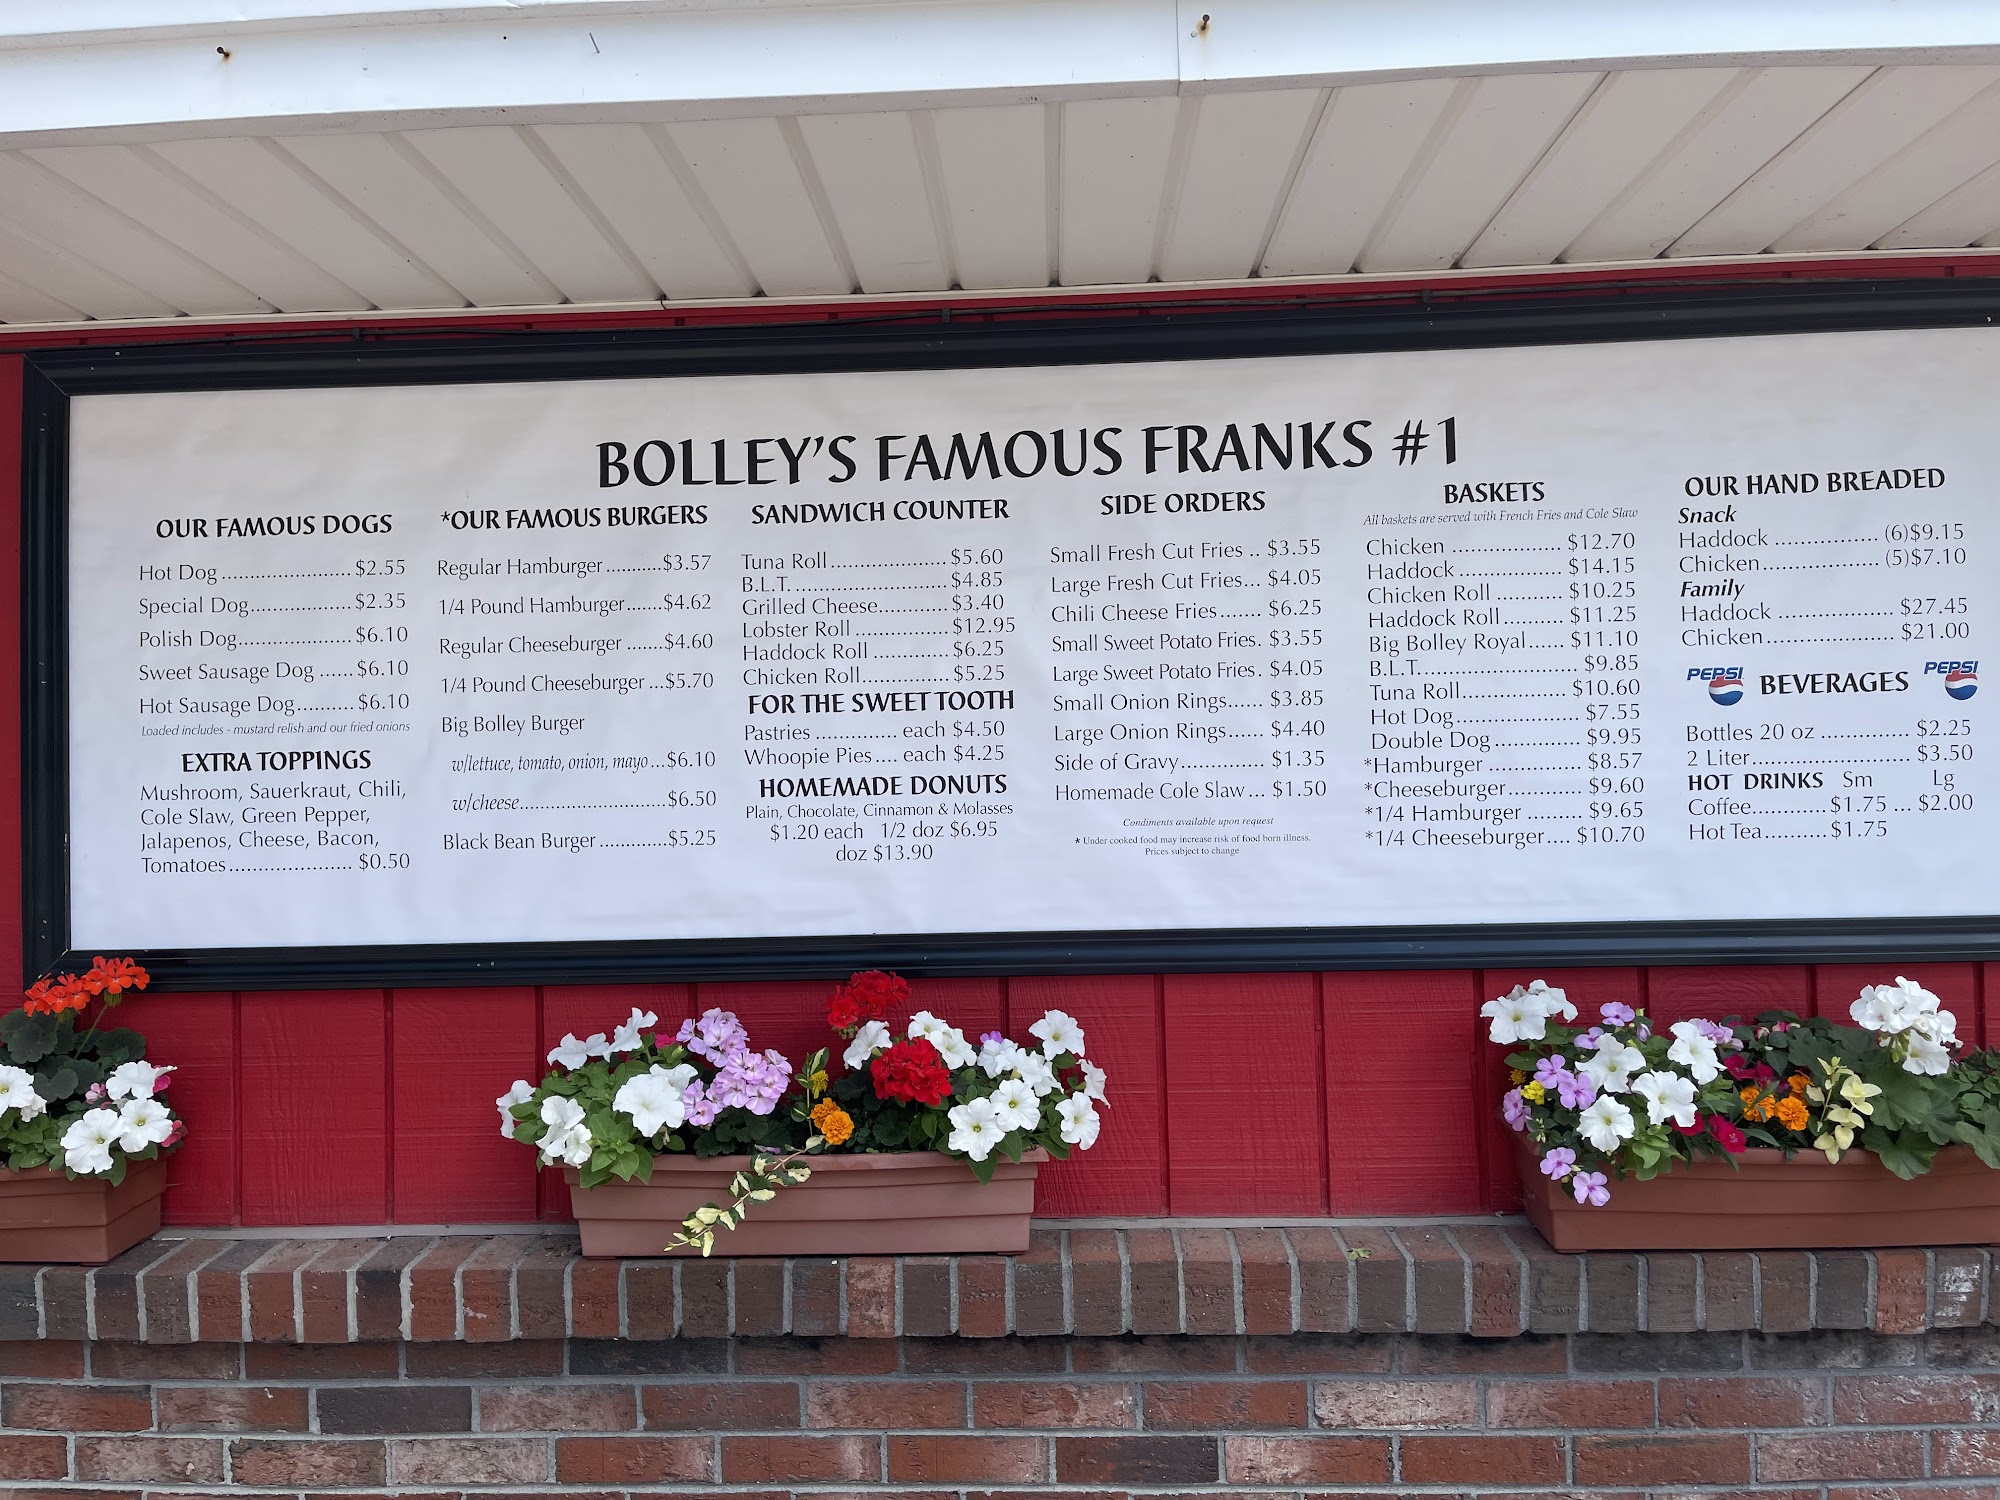 BOLLEY'S FAMOUS FRANKS #1
OUR FAMOUS DOGS
Hot Dog ...................... $2.55
Special Dog................. $2.35
Polish Dog................... $6.10
Sweet Sausage Dog ...... $6.10
Hot Sausage Dog.......... $6.10
Loaded includes - mustard relish and our fried onions
EXTRA TOPPINGS
Mushroom, Sauerkraut, Chili,
Cole Slaw, Green Pepper,
Jalapenos, Cheese, Bacon,
Tomatoes..................... $0.50
*OUR FAMOUS BURGERS
Regular Hamburger ...........$3.57
1/4 Pound Hamburger.......$4.62
Regular Cheeseburger .......$4.60
1/4 Pound Cheeseburger ...$5.70
Big Bolley Burger
w/lettuce, tomato, onion, mayo...$6.10
w/cheese.........................$6.50
Black Bean Burger.............$5.25
SANDWICH COUNTER
Tuna Roll.................... $5.60
B.L.T. .......................... $4.85
Grilled Cheese............ $3.40
Lobster Roll ................ $12.95
Haddock Roll ............. $6.25
Chicken Roll............... $5.25
FOR THE SWEET TOOTH
Pastries .............. each $4.50
Whoopie Pies.... each $4.25
HOMEMADE DONUTS
Plain, Chocolate, Cinnamon & Molasses
$1.20 each 1/2 doz $6.95
doz $13.90
SIDE ORDERS
Small Fresh Cut Fries .. $3.55
Large Fresh Cut Fries... $4.05
Chili Cheese Fries....... $6.25
Small Sweet Potato Fries. $3.55
Large Sweet Potato Fries. $4.05
Small Onion Rings...... $3.85
Large Onion Rings...... $4.40
Side of Gravy.............. $1.35
Homemade Cole Slaw... $1.50
Condiments available upon request
* Under cooked food may increase risk of food born illness.
Prices subject to change
BASKETS
All baskets are served with French Fries and Cole Slaw
Chicken ................... $12.70
Haddock .................. $14.15
Chicken Roll ............ $10.25
Haddock Roll........... $11.25
Big Bolley Royal...... $11.10
B.L.T........................... $9.85
Tuna Roll.................. $10.60
Hot Dog..................... $7.55
Double Dog............... $9.95
*Hamburger ................ $8.57
*Cheeseburger.............. $9.60
*1/4 Hamburger ......... $9.65
*1/4 Cheeseburger.... $10.70
OUR HAND BREADED
Snack
Haddock .................. (6)$9.15
Chicken.................... (5)$7.10
Family
Haddock .................... $27.45
Chicken...................... $21.00
PEPSI BEVERAGES PEPSI
Bottles 20 oz ............... $2.25
2 Liter........................... $3.50
HOT DRINKS Sm Lg
Coffee.............$1.75 ... $2.00
Hot Tea...........$1.75